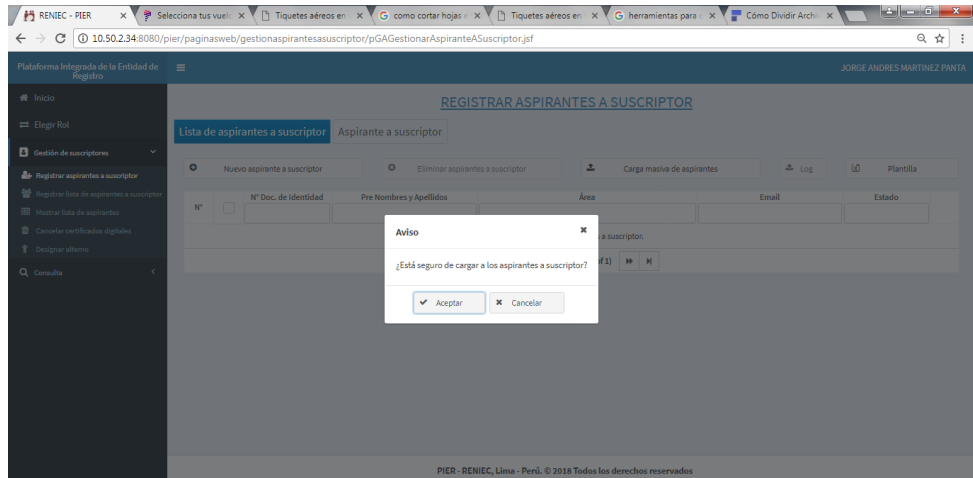 RENIEC - PIER
Selecciona tus vuel
Tiquetes aéreos en
como cortar hojas e
Tiquetes aéreos en
herramientas para c
Cómo Dividir Archi
10.50.2.34:8080/pier/paginasweb/gestionaspirantesasuscriptor/pGAGestionarAspiranteASuscriptor.jsf
Plataforma Integrada de la Entidad de Registro
JORGE ANDRES MARTINEZ PANTA
Inicio
Elegir Rol
Gestión de suscriptores
Registrar aspirantes a suscriptor
Registrar lista de aspirantes a suscriptor
Mostrar lista de aspirantes
Cancelar certificados digitales
Designar alterno
Consulta
REGISTRAR ASPIRANTES A SUSCRIPTOR
Lista de aspirantes a suscriptor Aspirante a suscriptor
Nuevo aspirante a suscriptor Eliminar aspirantes a suscriptor Carga masiva de aspirantes Log Plantilla
N° N° Doc. de Identidad Pre Nombres y Apellidos Área Email Estado
a suscriptor.
of 1)
Aviso
¿Está seguro de cargar a los aspirantes a suscriptor?
Aceptar Cancelar
PIER - RENIEC, Lima - Perú. © 2018 Todos los derechos reservados